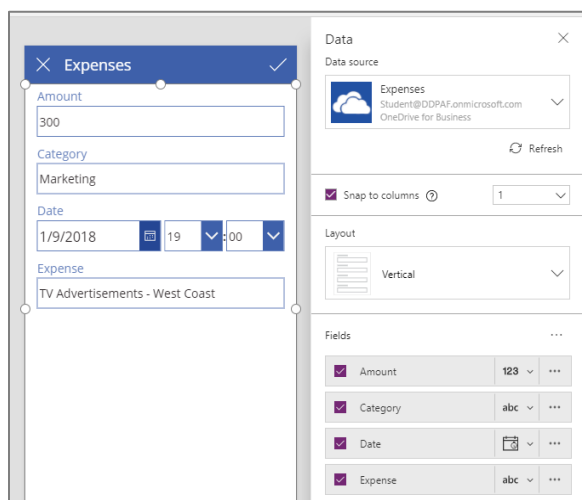 Expenses
Amount
300
Category
Marketing
Date
1/9/2018 19 : 00
Expense
TV Advertisements - West Coast
Data
Data source
Expenses
Student@DDPAF.onmicrosoft.com
OneDrive for Business
Refresh
Snap to columns ? 1
Layout
Vertical
Fields ...
Amount 123 ...
Category abc ...
Date ...
Expense abc ...